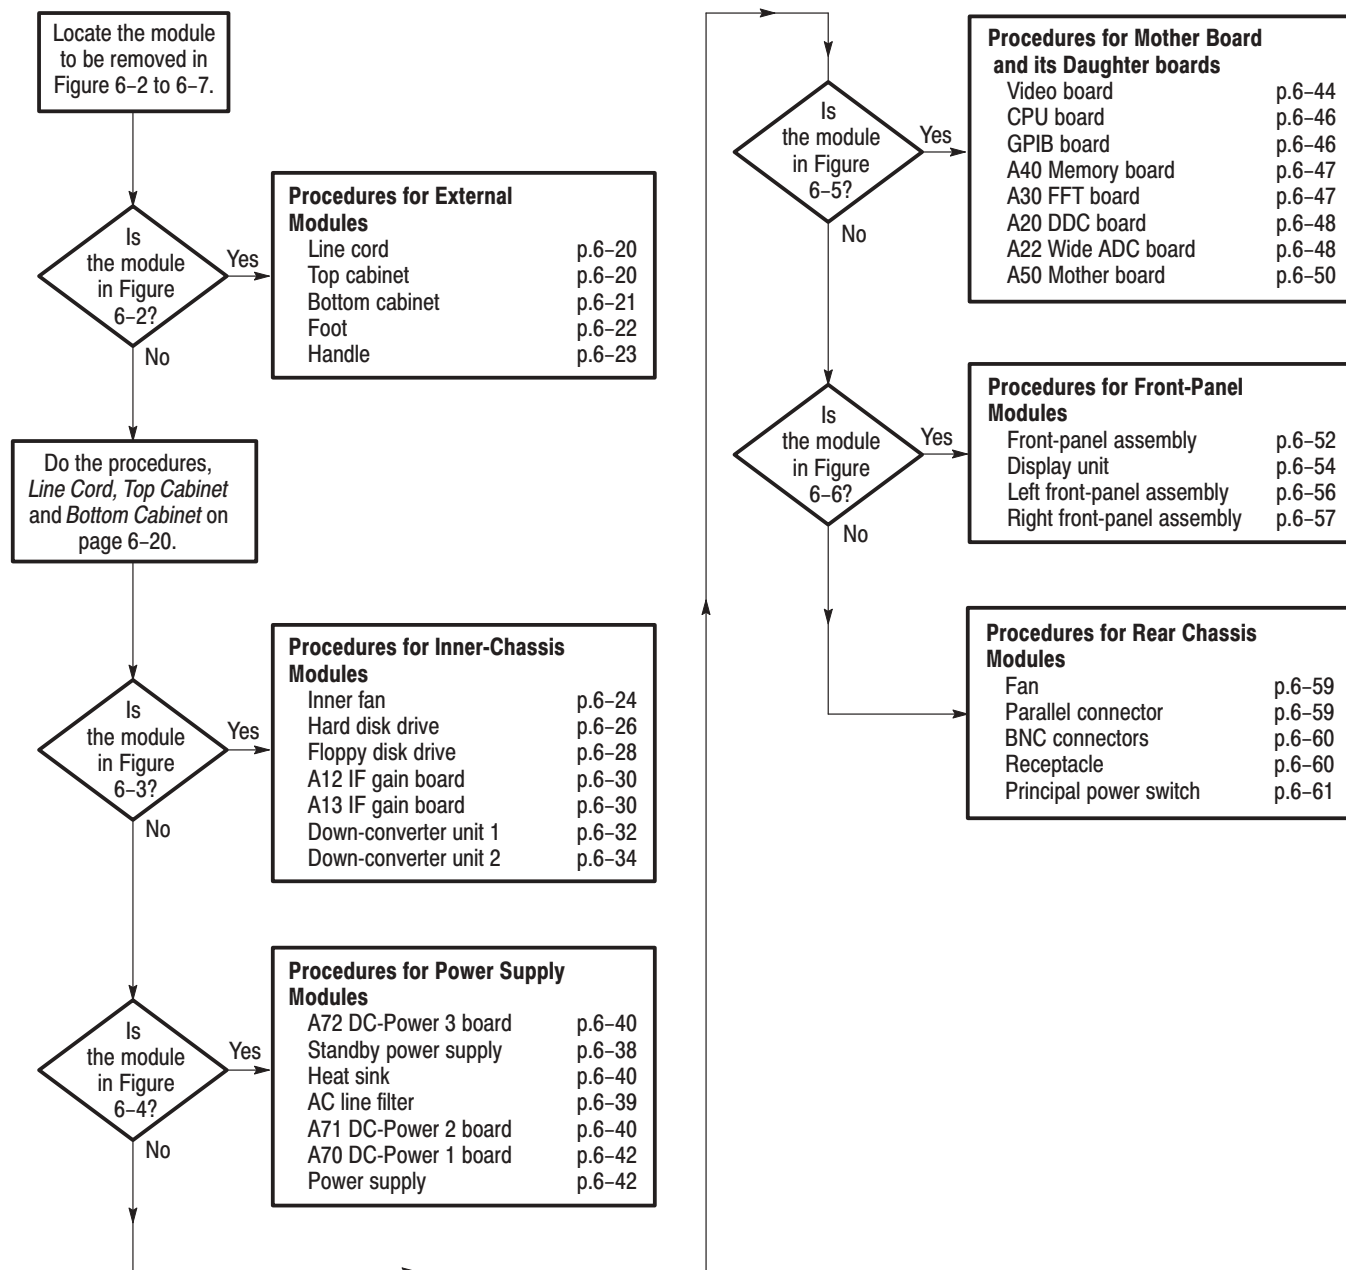 Locate the module
to be removed in
Figure 6–2 to 6–7.
Is
the module
in Figure
6–2?
Yes
No
Procedures for External
Modules
Line cord p.6–20
Top cabinet p.6–20
Bottom cabinet p.6–21
Foot p.6–22
Handle p.6–23
Do the procedures,
Line Cord, Top Cabinet
and Bottom Cabinet on
page 6–20.
Is
the module
in Figure
6–3?
Yes
No
Procedures for Inner-Chassis
Modules
Inner fan p.6–24
Hard disk drive p.6–26
Floppy disk drive p.6–28
A12 IF gain board p.6–30
A13 IF gain board p.6–30
Down-converter unit 1 p.6–32
Down-converter unit 2 p.6–34
Is
the module
in Figure
6–4?
Yes
No
Procedures for Power Supply
Modules
A72 DC-Power 3 board p.6–40
Standby power supply p.6–38
Heat sink p.6–40
AC line filter p.6–39
A71 DC-Power 2 board p.6–40
A70 DC-Power 1 board p.6–42
Power supply p.6–42
Is
the module
in Figure
6–5?
Yes
No
Procedures for Mother Board
and its Daughter boards
Video board p.6–44
CPU board p.6–46
GPIB board p.6–46
A40 Memory board p.6–47
A30 FFT board p.6–47
A20 DDC board p.6–48
A22 Wide ADC board p.6–48
A50 Mother board p.6–50
Is
the module
in Figure
6–6?
Yes
No
Procedures for Front-Panel
Modules
Front-panel assembly p.6–52
Display unit p.6–54
Left front-panel assembly p.6–56
Right front-panel assembly p.6–57
Procedures for Rear Chassis
Modules
Fan p.6–59
Parallel connector p.6–59
BNC connectors p.6–60
Receptacle p.6–60
Principal power switch p.6–61